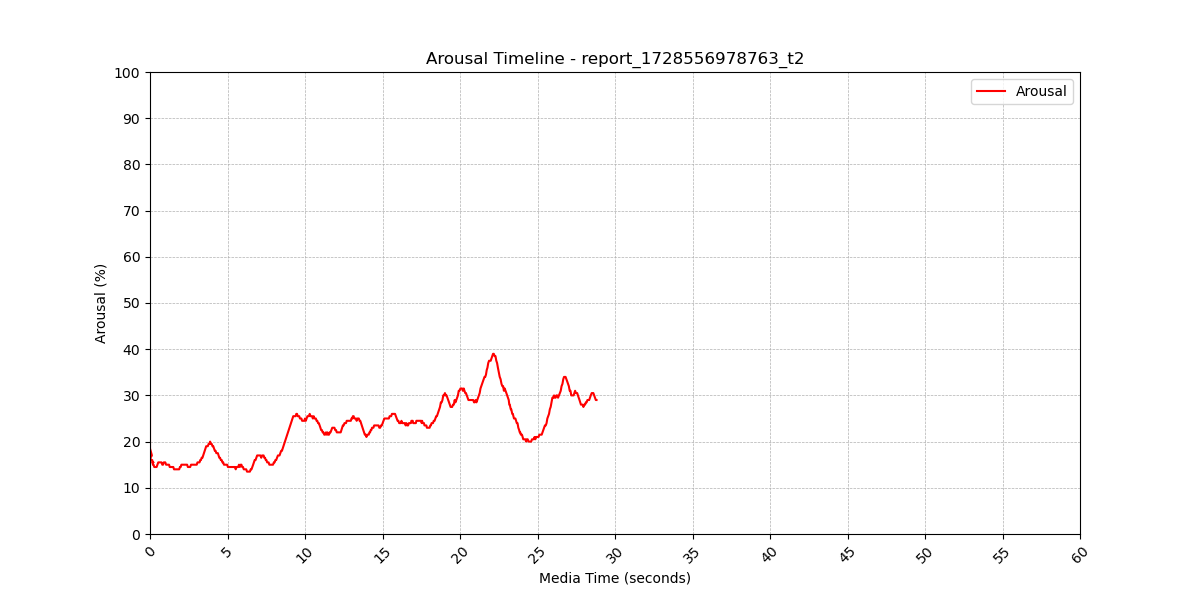 Arousal Timeline - report_1728556978763_t2
Arousal
100
90
80
70
60
50
40
30
20
10
0
Arousal (%)
0 5 10 15 20 25 30 35 40 45 50 55 60
Media Time (seconds)